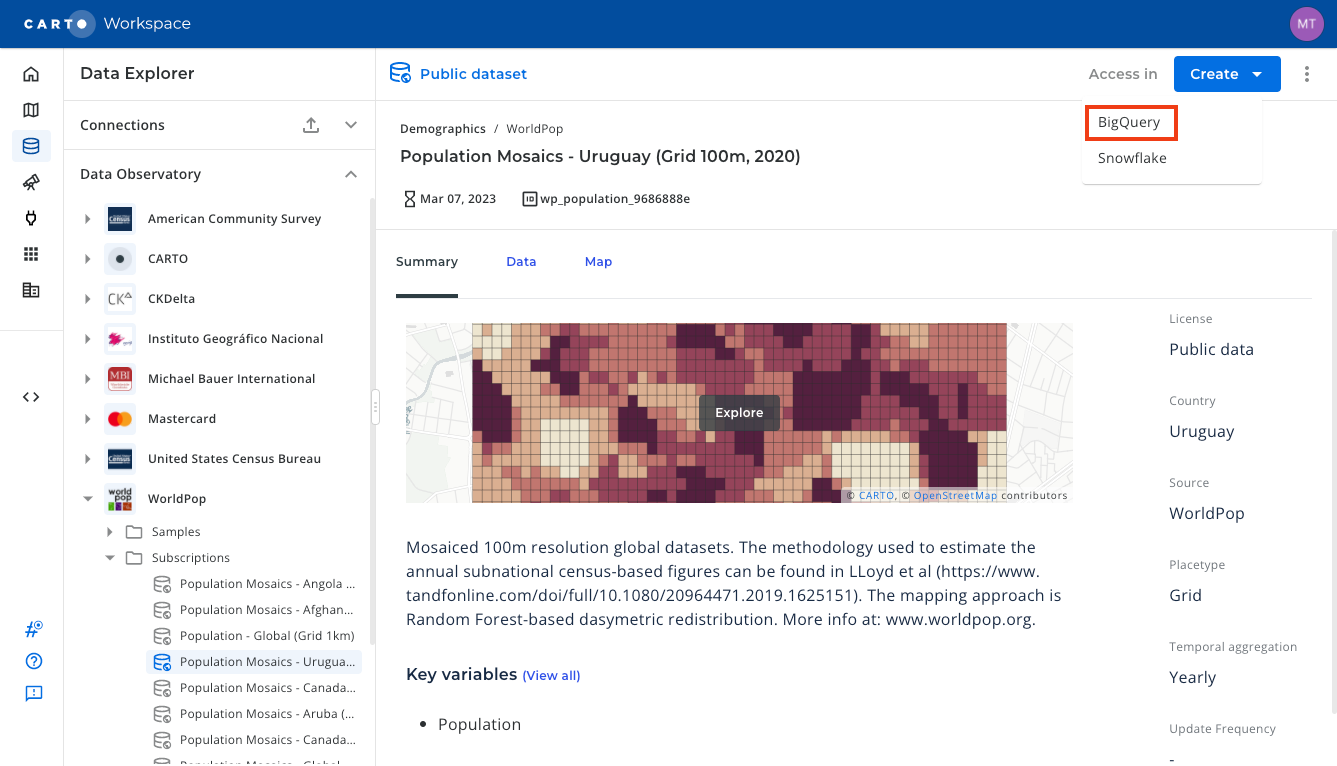 CARTO Workspace
MT
Data Explorer
Public dataset
Access in
Create
BigQuery
Snowflake
Connections
Data Observatory
American Community Survey
CARTO
CKDelta
Instituto Geográfico Nacional
Michael Bauer International
Mastercard
United States Census Bureau
WorldPop
Samples
Subscriptions
Population Mosaics - Angola ...
Population Mosaics - Afghan...
Population - Global (Grid 1km)
Population Mosaics - Urugua...
Population Mosaics - Canada...
Population Mosaics - Aruba (...
Population Mosaics - Canada...
Population Mosaics - Global
Census
CKΔ
MBI
Census
world
pop
Demographics / WorldPop
Population Mosaics - Uruguay (Grid 100m, 2020)
Mar 07, 2023
ID wp_population_9686888e
Summary
Data
Map
Explore
© CARTO, © OpenStreetMap contributors
Mosaiced 100m resolution global datasets. The methodology used to estimate the
annual subnational census-based figures can be found in LLoyd et al (https://www.
tandfonline.com/doi/full/10.1080/20964471.2019.1625151). The mapping approach is
Random Forest-based dasymetric redistribution. More info at: www.worldpop.org.
Key variables (View all)
• Population
License
Public data
Country
Uruguay
Source
WorldPop
Placetype
Grid
Temporal aggregation
Yearly
Update Frequency
-